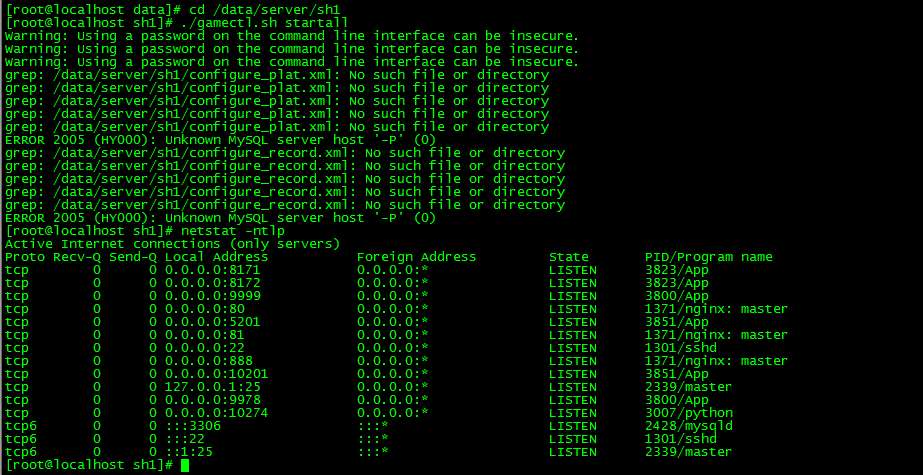 [root@localhost data]# cd /data/server/sh1
[root@localhost sh1]# ./gamectl.sh startall
Warning: Using a password on the command line interface can be insecure.
Warning: Using a password on the command line interface can be insecure.
Warning: Using a password on the command line interface can be insecure.
grep: /data/server/sh1/configure_plat.xml: No such file or directory
grep: /data/server/sh1/configure_plat.xml: No such file or directory
grep: /data/server/sh1/configure_plat.xml: No such file or directory
grep: /data/server/sh1/configure_plat.xml: No such file or directory
grep: /data/server/sh1/configure_plat.xml: No such file or directory
ERROR 2005 (HY000): Unknown MySQL server host '-P' (0)
grep: /data/server/sh1/configure_record.xml: No such file or directory
grep: /data/server/sh1/configure_record.xml: No such file or directory
grep: /data/server/sh1/configure_record.xml: No such file or directory
grep: /data/server/sh1/configure_record.xml: No such file or directory
ERROR 2005 (HY000): Unknown MySQL server host '-P' (0)
[root@localhost sh1]# netstat -ntlp
Active Internet connections (only servers)
Proto Recv-Q Send-Q Local Address           Foreign Address         State       PID/Program name
tcp        0      0 0.0.0.0:8171            0.0.0.0:*               LISTEN      3823/App
tcp        0      0 0.0.0.0:8172            0.0.0.0:*               LISTEN      3823/App
tcp        0      0 0.0.0.0:9999            0.0.0.0:*               LISTEN      3800/App
tcp        0      0 0.0.0.0:80              0.0.0.0:*               LISTEN      1371/nginx: master
tcp        0      0 0.0.0.0:5201            0.0.0.0:*               LISTEN      3851/App
tcp        0      0 0.0.0.0:81              0.0.0.0:*               LISTEN      1371/nginx: master
tcp        0      0 0.0.0.0:22              0.0.0.0:*               LISTEN      1301/sshd
tcp        0      0 0.0.0.0:888             0.0.0.0:*               LISTEN      1371/nginx: master
tcp        0      0 0.0.0.0:10201           0.0.0.0:*               LISTEN      3851/App
tcp        0      0 127.0.0.1:25            0.0.0.0:*               LISTEN      2339/master
tcp        0      0 0.0.0.0:9978            0.0.0.0:*               LISTEN      3800/App
tcp        0      0 0.0.0.0:10274           0.0.0.0:*               LISTEN      3007/python
tcp6       0      0 :::3306                 :::*                    LISTEN      2428/mysqld
tcp6       0      0 :::22                   :::*                    LISTEN      1301/sshd
tcp6       0      0 ::1:25                  :::*                    LISTEN      2339/master
[root@localhost sh1]#